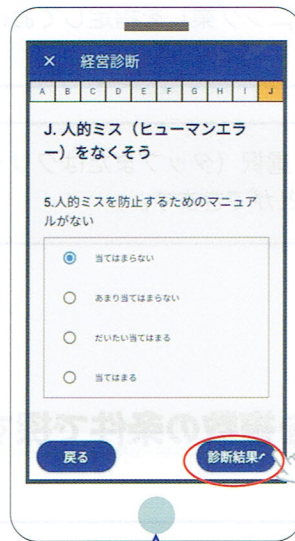 × 経営診断
A B C D E F G H I J
J. 人的ミス（ヒューマンエラ
ー）をなくそう
5.人的ミスを防止するためのマニュア
ルがない
当てはまらない
あまり当てはまらない
だいたい当てはまる
当てはまる
戻る
診断結果